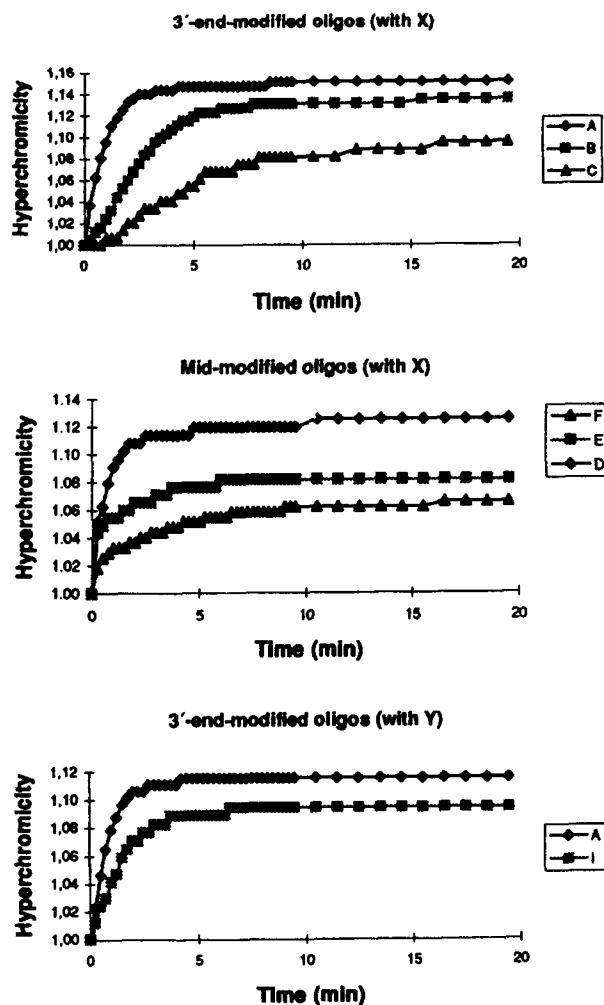 3´-end-modified oligos (with X)
Hyperchromicity
1,16
1,14
1,12
1,10
1,08
1,06
1,04
1,02
1,00
0
5
10
15
20
Time (min)
A
B
C
Mid-modified oligos (with X)
Hyperchromicity
1.14
1.12
1.10
1.08
1.06
1.04
1.02
1.00
0
5
10
15
20
Time (min)
F
E
D
3´-end-modified oligos (with Y)
Hyperchromicity
1,12
1,10
1,08
1,06
1,04
1,02
1,00
0
5
10
15
20
Time (min)
A
I